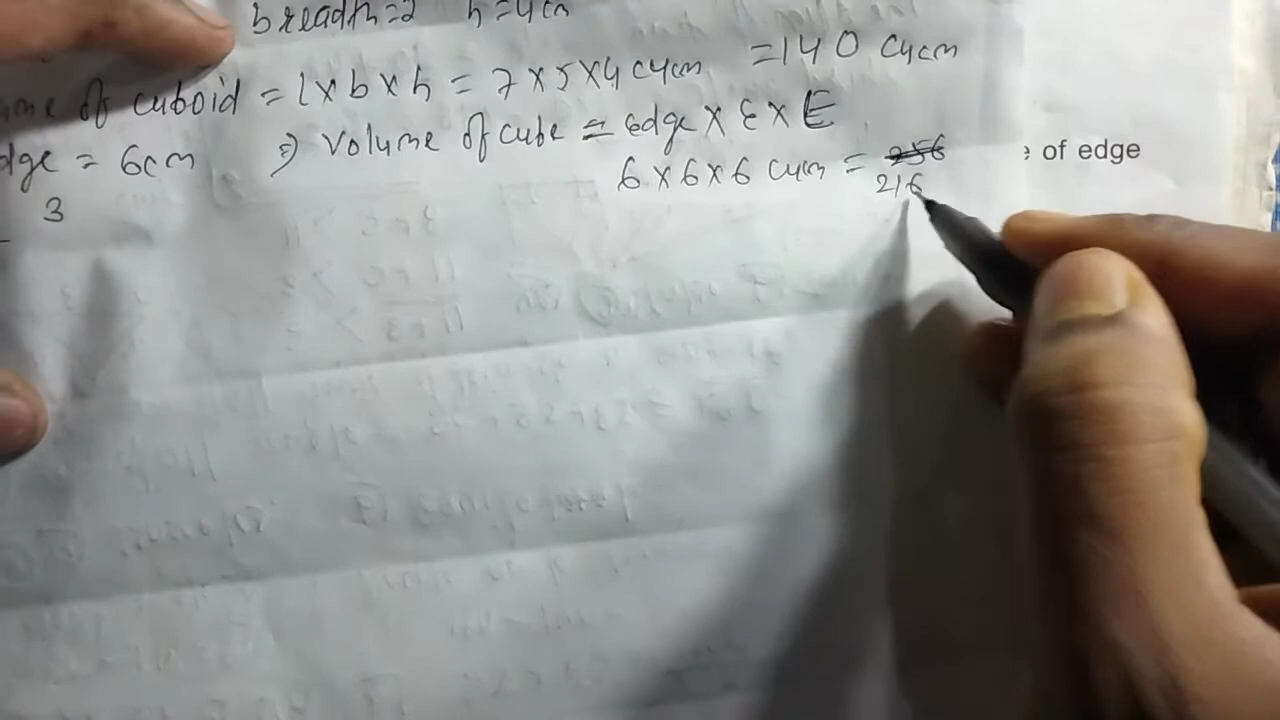 breadth=2 h=4cm
me of cuboid = l×b×h = 7×5×4 cucm =140 cucm
dge = 6cm ⇒) volume of cube = edge × E × E
6×6×6 cucm = 256
216
3
of edge